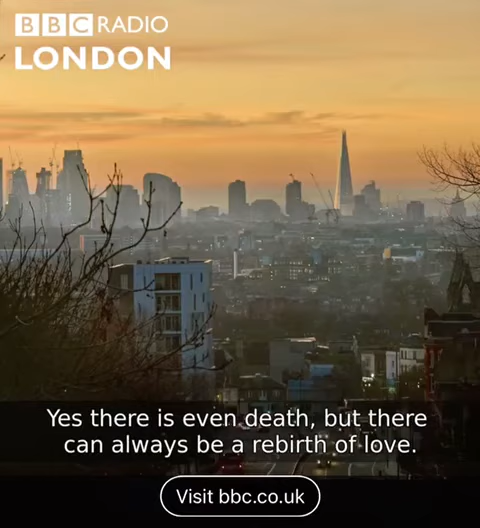 BBC RADIO
LONDON
Yes there is even death, but there
can always be a rebirth of love.
Visit bbc.co.uk